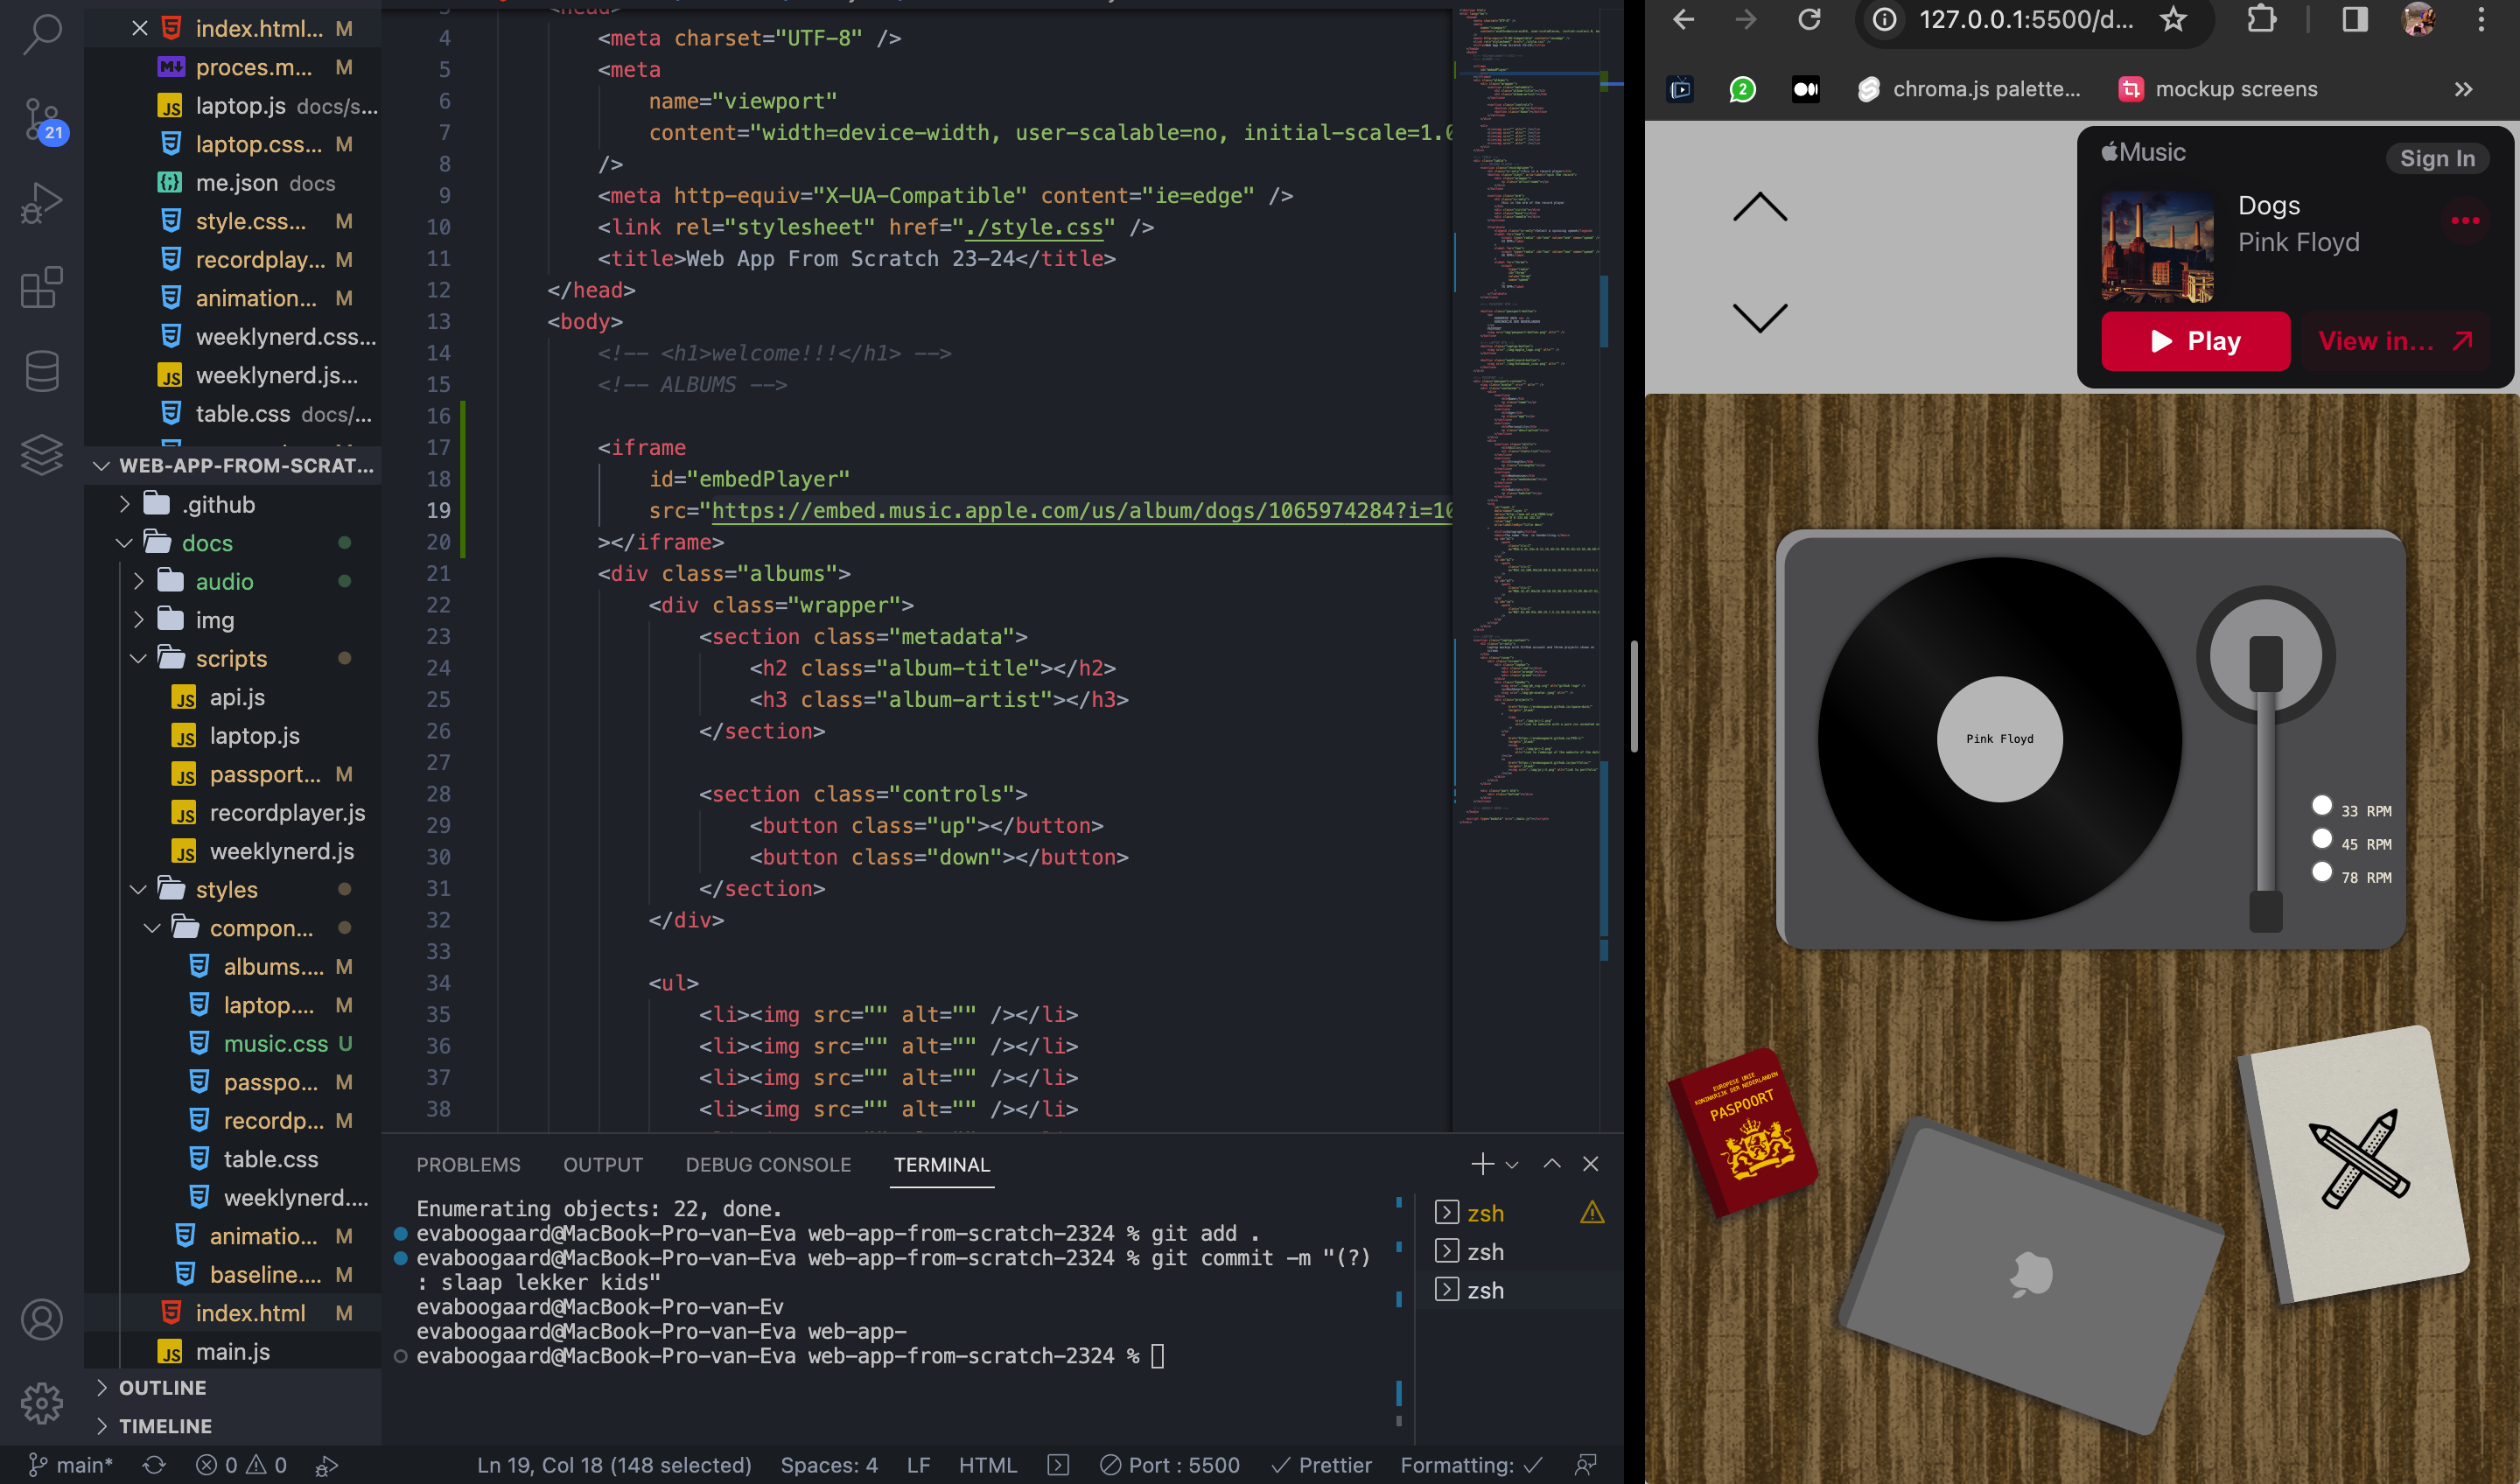 index.html... M
proces.m... M
laptop.js docs/s...
laptop.css... M
me.json docs
style.css... M
recordplay... M
animation... M
weeklynerd.css...
weeklynerd.js...
table.css docs/...
21
WEB-APP-FROM-SCRAT...
.github
docs
audio
img
scripts
api.js
laptop.js
passport... M
recordplayer.js
weeklynerd.js
styles
compon...
albums.... M
laptop.... M
music.css U
passpo... M
recordp... M
table.css
weeklynerd....
animatio... M
baseline.... M
index.html M
main.js
OUTLINE
TIMELINE
4 <meta charset="UTF-8" />
5 <meta
6 name="viewport"
7 content="width=device-width, user-scalable=no, initial-scale=1.0
8 />
9 <meta http-equiv="X-UA-Compatible" content="ie=edge" />
10 <link rel="stylesheet" href="./style.css" />
11 <title>Web App From Scratch 23-24</title>
12 </head>
13 <body>
14 <!-- <h1>welcome!!!</h1> -->
15 <!-- ALBUMS -->
16
17 <iframe
18 id="embedPlayer"
19 src="https://embed.music.apple.com/us/album/dogs/1065974284?i=10
20 ></iframe>
21 <div class="albums">
22 <div class="wrapper">
23 <section class="metadata">
24 <h2 class="album-title"></h2>
25 <h3 class="album-artist"></h3>
26 </section>
27
28 <section class="controls">
29 <button class="up"></button>
30 <button class="down"></button>
31 </section>
32 </div>
33
34 <ul>
35 <li><img src="" alt="" /></li>
36 <li><img src="" alt="" /></li>
37 <li><img src="" alt="" /></li>
38 <li><img src="" alt="" /></li>
PROBLEMS OUTPUT DEBUG CONSOLE TERMINAL
Enumerating objects: 22, done.
evaboogaard@MacBook-Pro-van-Eva web-app-from-scratch-2324 % git add .
evaboogaard@MacBook-Pro-van-Eva web-app-from-scratch-2324 % git commit -m "(?)
: slaap lekker kids"
evaboogaard@MacBook-Pro-van-Ev
evaboogaard@MacBook-Pro-van-Eva web-app-
evaboogaard@MacBook-Pro-van-Eva web-app-from-scratch-2324 %
zsh
zsh
zsh
main* 0 0 Ln 19, Col 18 (148 selected) Spaces: 4 LF HTML Port : 5500 Prettier Formatting:
127.0.0.1:5500/d...
2 chroma.js palette... mockup screens
Music Sign In
Dogs
Pink Floyd
Play View in...
Pink Floyd
33 RPM
45 RPM
78 RPM
EUROPESE UNIE
KONINKRIJK DER NEDERLANDEN
PASPOORT